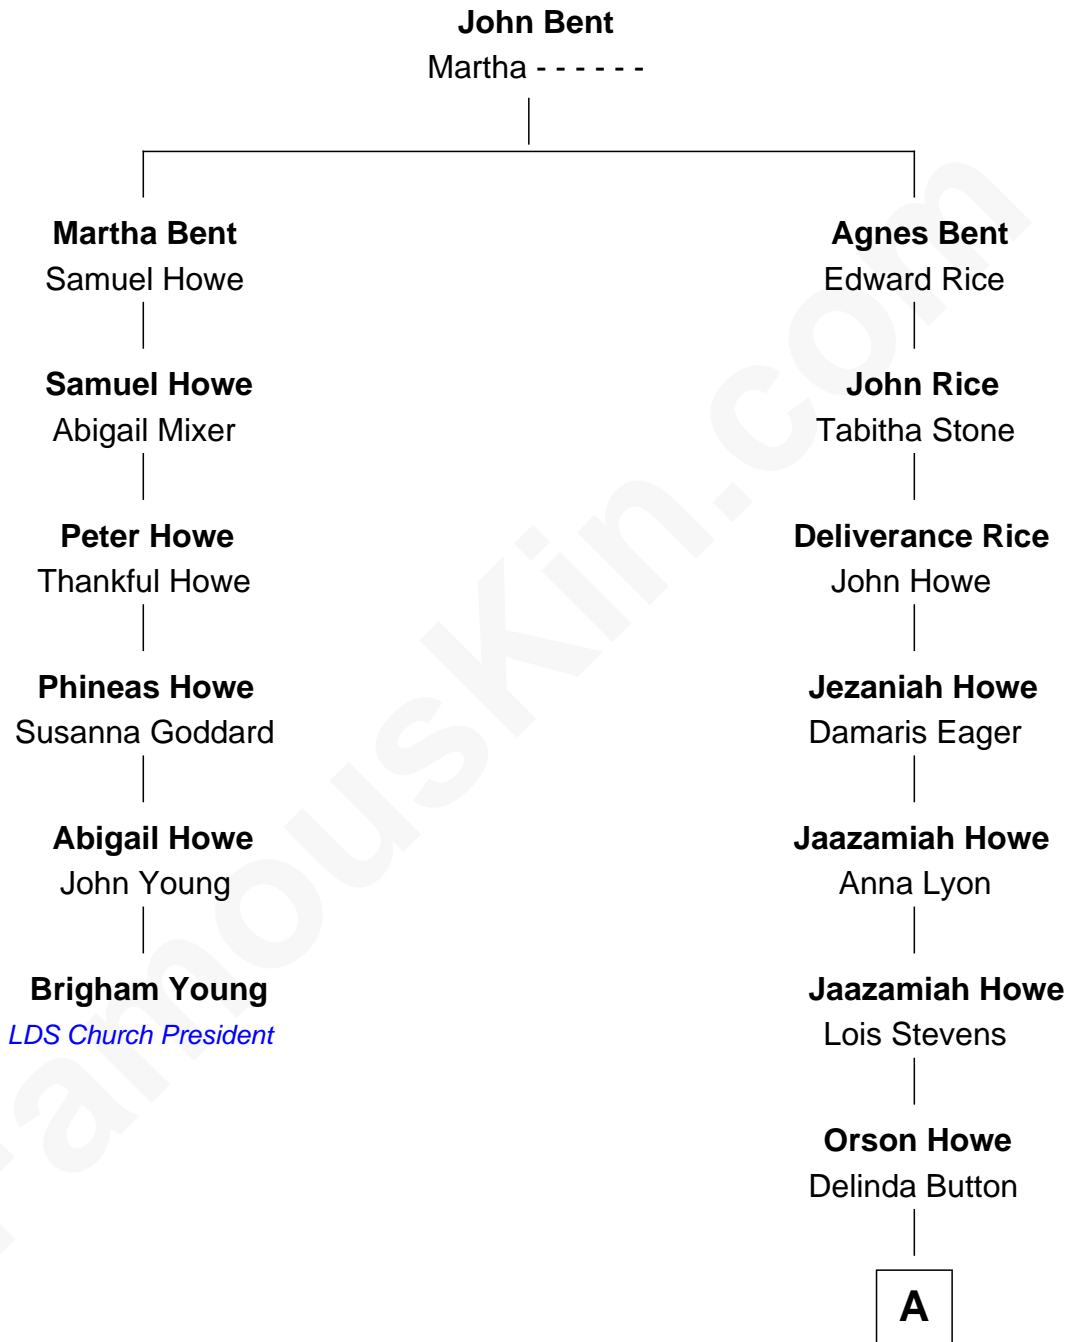 John Bent
Martha - - - - - -
Martha Bent
Samuel Howe
Agnes Bent
Edward Rice
Samuel Howe
Abigail Mixer
John Rice
Tabitha Stone
Peter Howe
Thankful Howe
Deliverance Rice
John Howe
Phineas Howe
Susanna Goddard
Jezaniah Howe
Damaris Eager
Abigail Howe
John Young
Jaazamiah Howe
Anna Lyon
Brigham Young
LDS Church President
Jaazamiah Howe
Lois Stevens
Orson Howe
Delinda Button
A
FamousKin.com